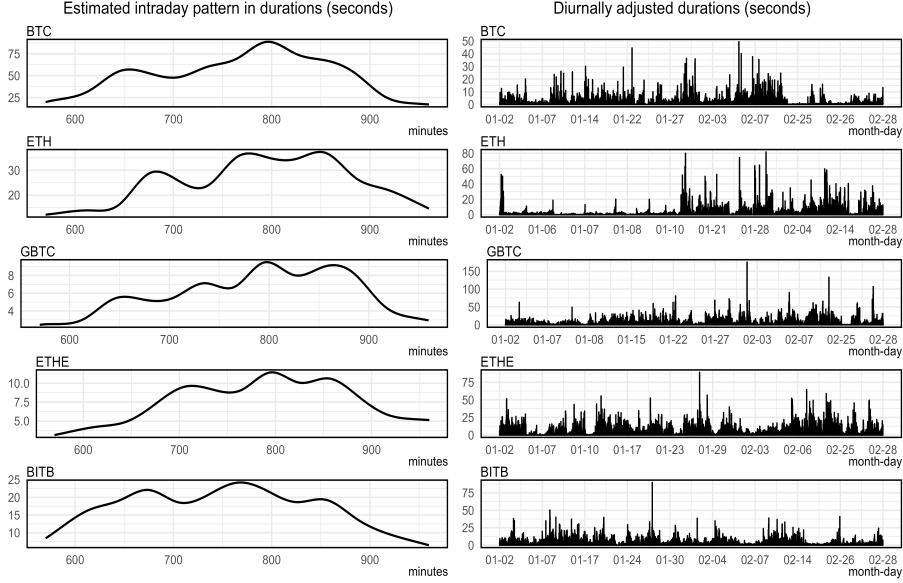 Estimated intraday pattern in durations (seconds)
BTC
75
50
25
600 700 800 900
minutes
ETH
30
20
600 700 800 900
minutes
GBTC
8
6
4
600 700 800 900
minutes
ETHE
10.0
7.5
5.0
600 700 800 900
minutes
BITB
25
20
15
10
600 700 800 900
minutes
Diurnally adjusted durations (seconds)
BTC
50
40
30
20
10
0
01-02 01-07 01-14 01-22 01-27 02-03 02-07 02-25 02-26 02-28
month-day
ETH
80
60
40
20
0
01-02 01-06 01-07 01-08 01-10 01-22 01-28 02-04 02-14 02-28
month-day
GBTC
150
100
50
0
01-02 01-07 01-08 01-15 01-22 01-27 02-03 02-07 02-25 02-28
month-day
ETHE
75
50
25
0
01-02 01-07 01-10 01-17 01-24 01-28 02-04 02-06 02-25 02-28
month-day
BITB
75
50
25
0
01-02 01-07 01-10 01-16 01-24 01-30 02-04 02-07 02-14 02-26 02-28
month-day